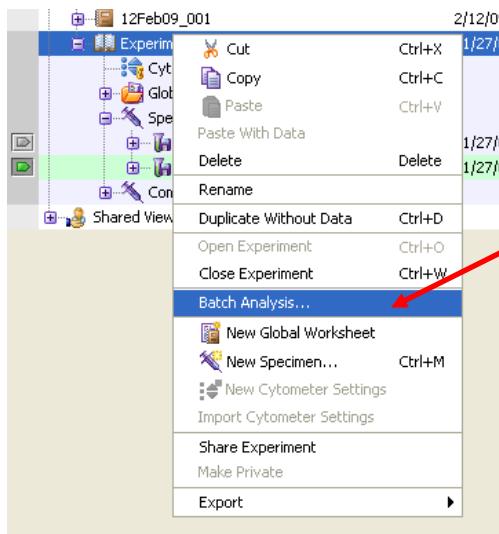 12Feb09_001 2/12/0
Experim 1/27/
Cyt
Glob
Spe
1/27/
1/27/
Con
Shared View
Cut Ctrl+X
Copy Ctrl+C
Paste Ctrl+V
Paste With Data
Delete Delete
Rename
Duplicate Without Data Ctrl+D
Open Experiment Ctrl+O
Close Experiment Ctrl+W
Batch Analysis...
New Global Worksheet
New Specimen... Ctrl+M
New Cytometer Settings
Import Cytometer Settings
Share Experiment
Make Private
Export